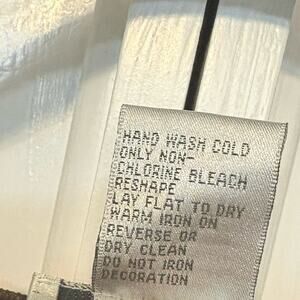 HAND WASH COLD
ONLY NON-
CHLORINE BLEACH
RESHAPE
LAY FLAT TO DRY
WARM IRON ON
REVERSE OR
DRY CLEAN
DO NOT IRON
DECORATION